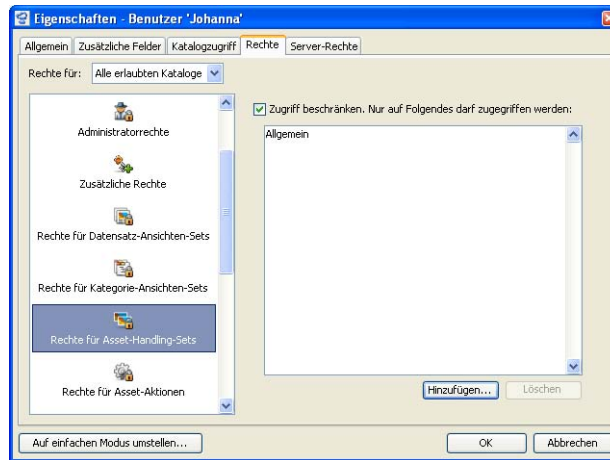 Eigenschaften - Benutzer 'Johanna'
Allgemein Zusätzliche Felder Katalogzugriff Rechte Server-Rechte
Rechte für: Alle erlaubten Kataloge
Administratorrechte
Zusätzliche Rechte
Rechte für Datensatz-Ansichten-Sets
Rechte für Kategorie-Ansichten-Sets
Rechte für Asset-Handling-Sets
Rechte für Asset-Aktionen
Zugriff beschränken. Nur auf Folgendes darf zugegriffen werden:
Allgemein
Hinzufügen... Löschen
Auf einfachen Modus umstellen... OK Abbrechen